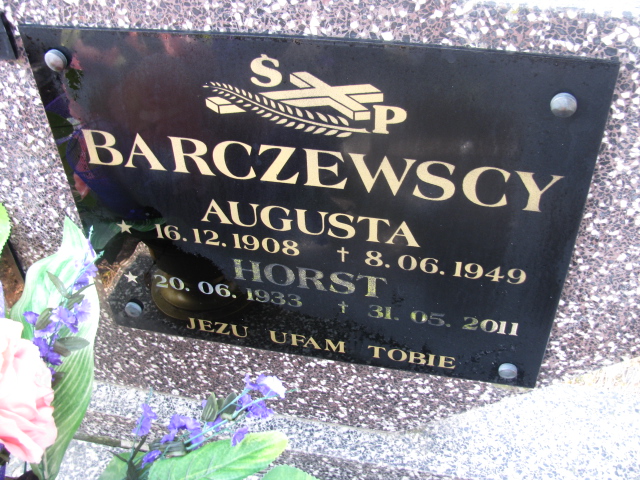 Ś P
BARCZEWSCY
AUGUSTA
★ 16.12.1908 † 8.06.1949
HORST
★ 20.06.1933 † 31.05.2011
JEZU UFAM TOBIE